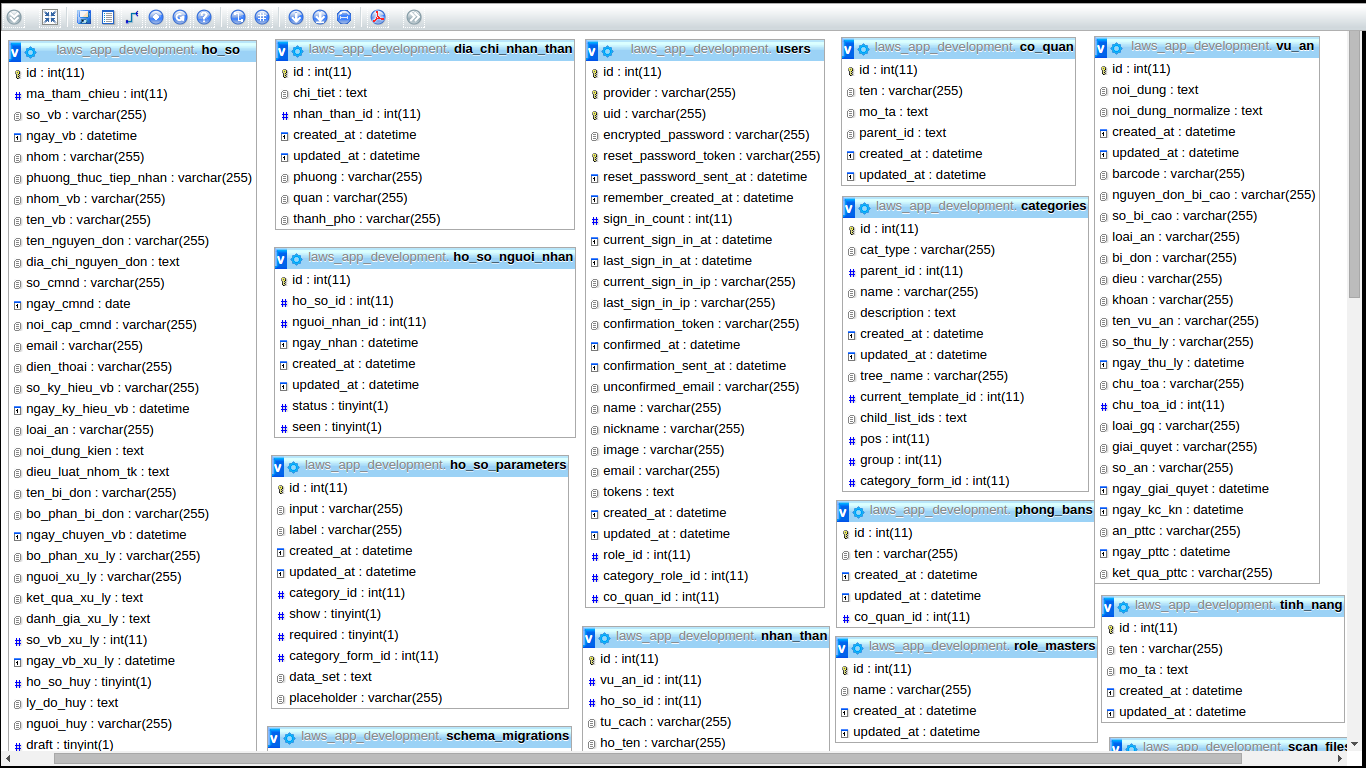 laws_app_development. ho_so
id : int(11)
ma_tham_chieu : int(11)
so_vb : varchar(255)
ngay_vb : datetime
nhom : varchar(255)
phuong_thuc_tiep_nhan : varchar(255)
nhom_vb : varchar(255)
ten_vb : varchar(255)
ten_nguyen_don : varchar(255)
dia_chi_nguyen_don : text
so_cmnd : varchar(255)
ngay_cmnd : date
noi_cap_cmnd : varchar(255)
email : varchar(255)
dien_thoai : varchar(255)
so_ky_hieu_vb : varchar(255)
ngay_ky_hieu_vb : datetime
loai_an : varchar(255)
noi_dung_kien : text
dieu_luat_nhom_tk : text
ten_bi_don : varchar(255)
bo_phan_bi_don : varchar(255)
ngay_chuyen_vb : datetime
bo_phan_xu_ly : varchar(255)
nguoi_xu_ly : varchar(255)
ket_qua_xu_ly : text
danh_gia_xu_ly : text
so_vb_xu_ly : int(11)
ngay_vb_xu_ly : datetime
ho_so_huy : tinyint(1)
ly_do_huy : text
nguoi_huy : varchar(255)
draft : tinyint(1)
laws_app_development. dia_chi_nhan_than
id : int(11)
chi_tiet : text
nhan_than_id : int(11)
created_at : datetime
updated_at : datetime
phuong : varchar(255)
quan : varchar(255)
thanh_pho : varchar(255)
laws_app_development. ho_so_nguoi_nhan
id : int(11)
ho_so_id : int(11)
nguoi_nhan_id : int(11)
ngay_nhan : datetime
created_at : datetime
updated_at : datetime
status : tinyint(1)
seen : tinyint(1)
laws_app_development. ho_so_parameters
id : int(11)
input : varchar(255)
label : varchar(255)
created_at : datetime
updated_at : datetime
category_id : int(11)
show : tinyint(1)
required : tinyint(1)
category_form_id : int(11)
data_set : text
placeholder : varchar(255)
laws_app_development. schema_migrations
laws_app_development. users
id : int(11)
provider : varchar(255)
uid : varchar(255)
encrypted_password : varchar(255)
reset_password_token : varchar(255)
reset_password_sent_at : datetime
remember_created_at : datetime
sign_in_count : int(11)
current_sign_in_at : datetime
last_sign_in_at : datetime
current_sign_in_ip : varchar(255)
last_sign_in_ip : varchar(255)
confirmation_token : varchar(255)
confirmed_at : datetime
confirmation_sent_at : datetime
unconfirmed_email : varchar(255)
name : varchar(255)
nickname : varchar(255)
image : varchar(255)
email : varchar(255)
tokens : text
created_at : datetime
updated_at : datetime
role_id : int(11)
category_role_id : int(11)
co_quan_id : int(11)
laws_app_development. nhan_than
id : int(11)
vu_an_id : int(11)
ho_so_id : int(11)
tu_cach : varchar(255)
ho_ten : varchar(255)
laws_app_development. co_quan
id : int(11)
ten : varchar(255)
mo_ta : text
parent_id : text
created_at : datetime
updated_at : datetime
laws_app_development. categories
id : int(11)
cat_type : varchar(255)
parent_id : int(11)
name : varchar(255)
description : text
created_at : datetime
updated_at : datetime
tree_name : varchar(255)
current_template_id : int(11)
child_list_ids : text
pos : int(11)
group : int(11)
category_form_id : int(11)
laws_app_development. phong_bans
id : int(11)
ten : varchar(255)
created_at : datetime
updated_at : datetime
co_quan_id : int(11)
laws_app_development. role_masters
id : int(11)
name : varchar(255)
created_at : datetime
updated_at : datetime
laws_app_development. vu_an
id : int(11)
noi_dung : text
noi_dung_normalize : text
created_at : datetime
updated_at : datetime
barcode : varchar(255)
nguyen_don_bi_cao : varchar(255)
so_bi_cao : varchar(255)
loai_an : varchar(255)
bi_don : varchar(255)
dieu : varchar(255)
khoan : varchar(255)
ten_vu_an : varchar(255)
so_thu_ly : varchar(255)
ngay_thu_ly : datetime
chu_toa : varchar(255)
chu_toa_id : int(11)
loai_gq : varchar(255)
giai_quyet : varchar(255)
so_an : varchar(255)
ngay_giai_quyet : datetime
ngay_kc_kn : datetime
an_pttc : varchar(255)
ngay_pttc : datetime
ket_qua_pttc : varchar(255)
laws_app_development. tinh_nang
id : int(11)
ten : varchar(255)
mo_ta : text
created_at : datetime
updated_at : datetime
laws_app_development. scan_files